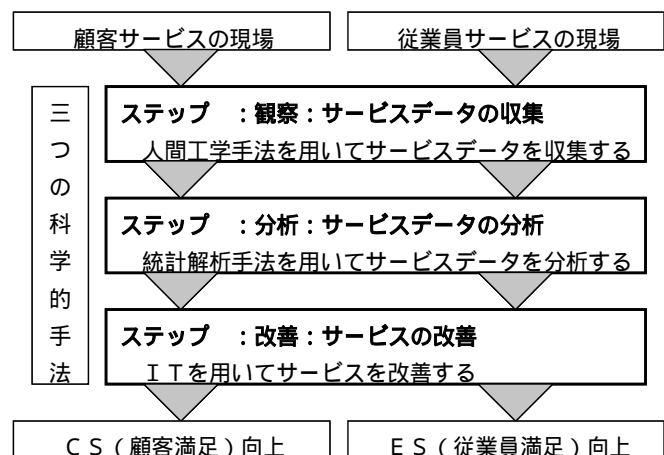 顧客サービスの現場
従業員サービスの現場
三つの科学的手法
ステップ　：観察：サービスデータの収集
人間工学手法を用いてサービスデータを収集する
ステップ　：分析：サービスデータの分析
統計解析手法を用いてサービスデータを分析する
ステップ　：改善：サービスの改善
ＩＴを用いてサービスを改善する
ＣＳ（顧客満足）向上
ＥＳ（従業員満足）向上